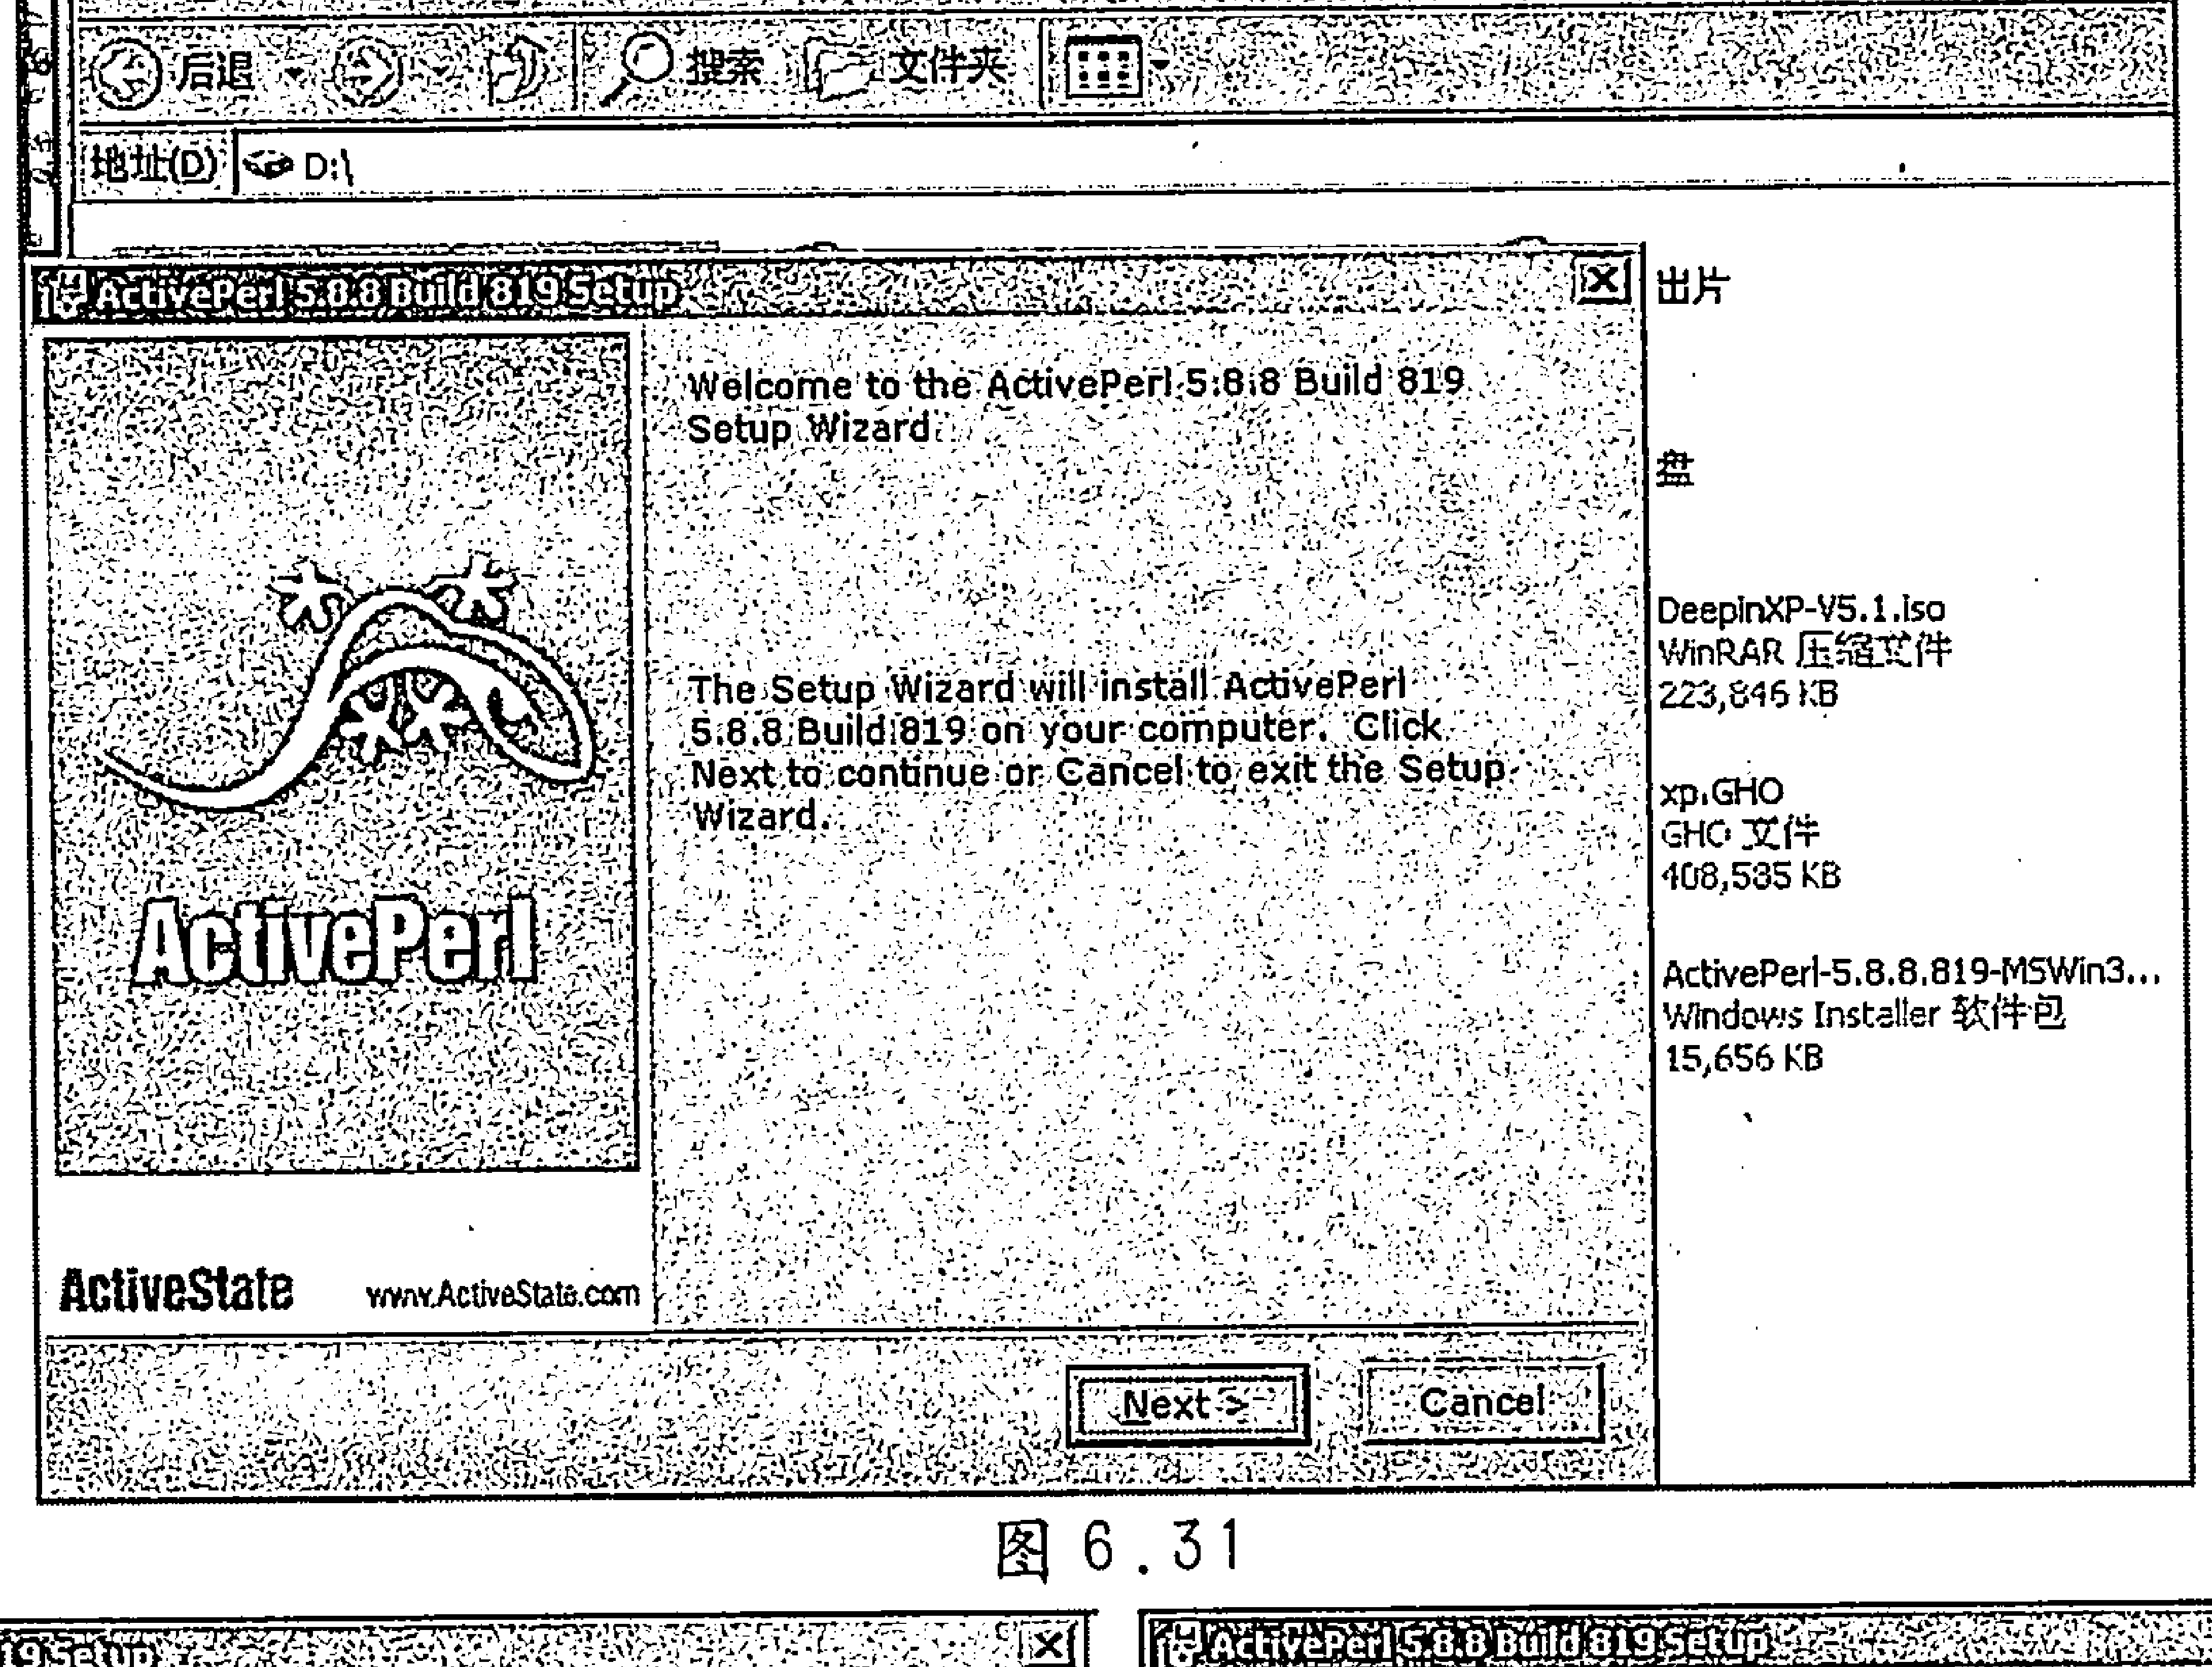 后退 搜索 文件夹
地址(D) D:\
ActivePerl 5.8.8 Build 819 Setup
出片
Welcome to the ActivePerl 5.8.8 Build 819
Setup Wizard.
盘
The Setup Wizard will install ActivePerl
5.8.8 Build 819 on your computer. Click
Next to continue or Cancel to exit the Setup
Wizard.
ActivePerl
DeepinXP-V5.1.iso
WinRAR 压缩文件
223,846 KB
xp.GHO
GHO 文件
408,535 KB
ActivePerl-5.8.8.819-MSWin3...
Windows Installer 软件包
15,656 KB
ActiveState www.ActiveState.com
Next > Cancel
图 6.31
19 Setup
ActivePerl 5.8.8 Build 819 Setup